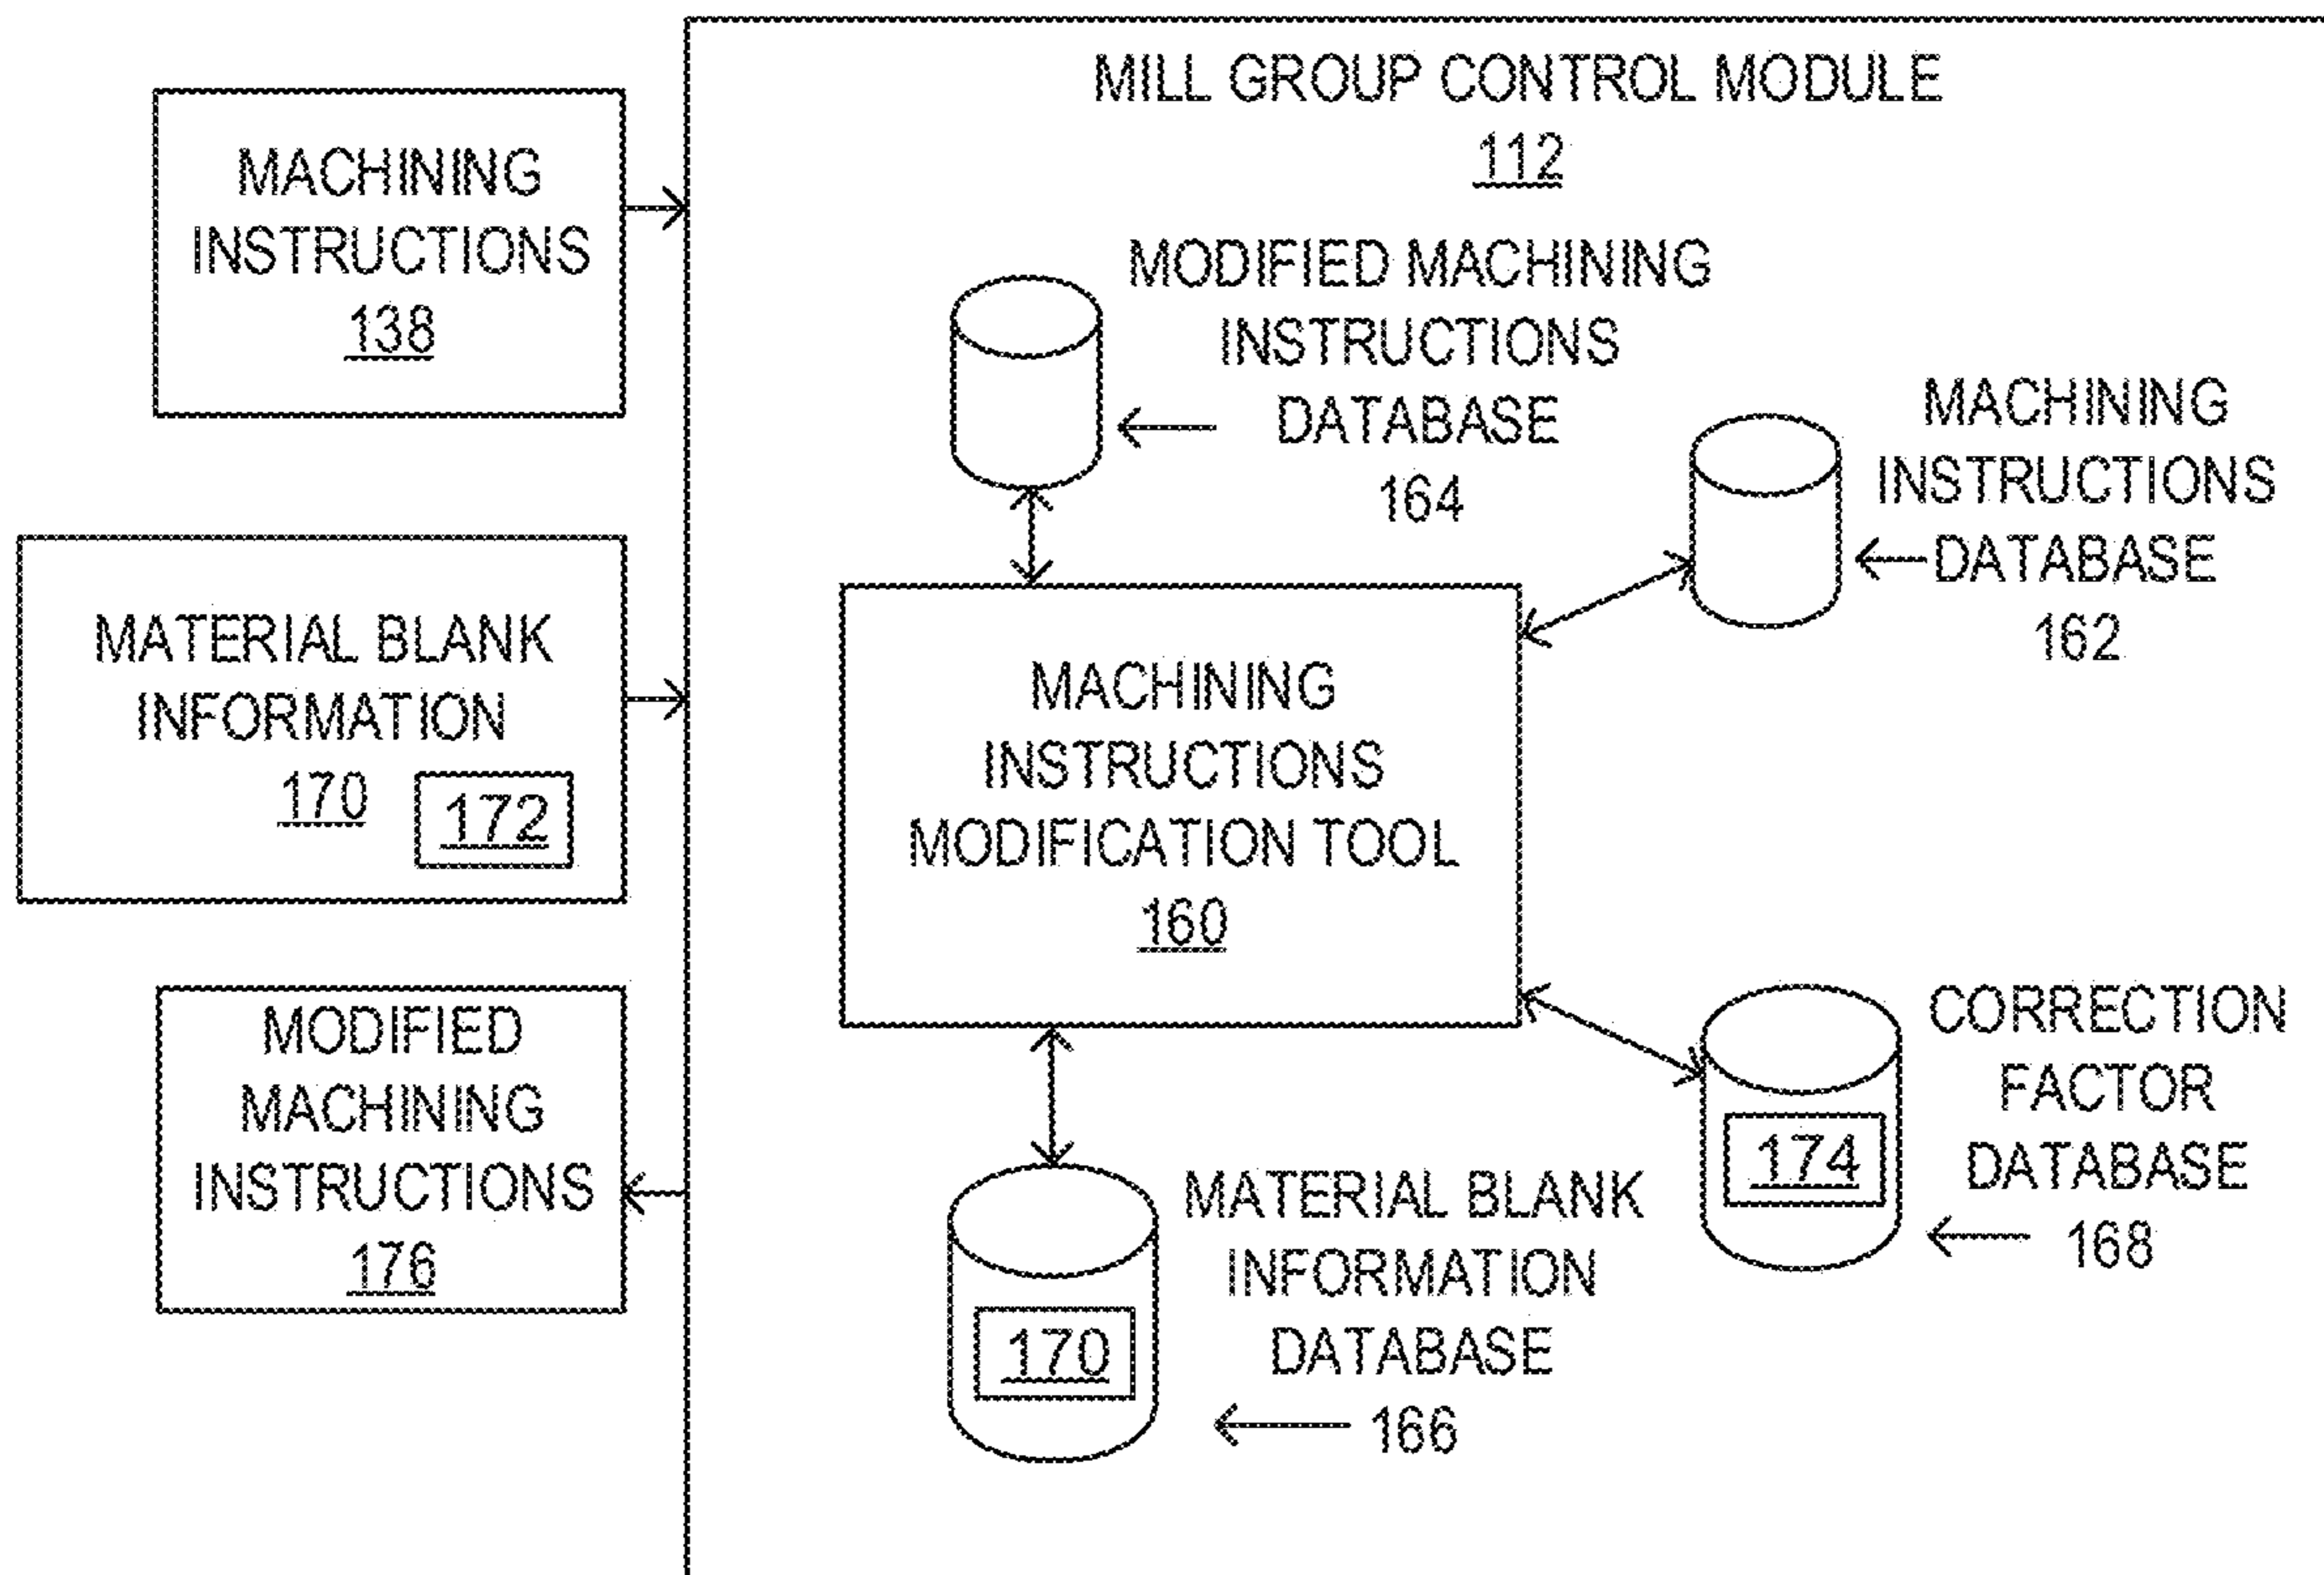 MILL GROUP CONTROL MODULE
112
MACHINING
INSTRUCTIONS
138
MATERIAL BLANK
INFORMATION
170
172
MODIFIED
MACHINING
INSTRUCTIONS
176
MODIFIED MACHINING
INSTRUCTIONS
DATABASE
164
MACHINING
INSTRUCTIONS
DATABASE
162
MACHINING
INSTRUCTIONS
MODIFICATION TOOL
160
CORRECTION
FACTOR
DATABASE
168
174
MATERIAL BLANK
INFORMATION
DATABASE
166
170